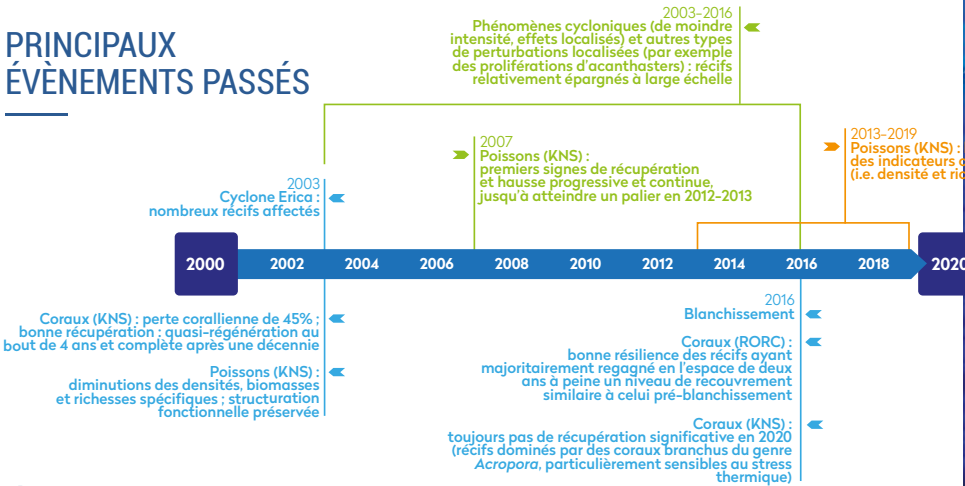 PRINCIPAUX
ÉVÈNEMENTS PASSÉS
2003-2016
Phénomènes cycloniques (de moindre
intensité, effets localisés) et autres types
de perturbations localisées (par exemple
des proliférations d'acanthasters) : récifs
relativement épargnés à large échelle
2007
Poissons (KNS) :
premiers signes de récupération
et hausse progressive et continue,
jusqu'à atteindre un palier en 2012-2013
2013-2019
Poissons (KNS) :
des indicateurs
(i.e. densité et
2003
Cyclone Erica :
nombreux récifs affectés
2000 2002 2004 2006 2008 2010 2012 2014 2016 2018 2020
Coraux (KNS) : perte corallienne de 45% ;
bonne récupération : quasi-régénération au
bout de 4 ans et complète après une décennie
Poissons (KNS) :
diminutions des densités, biomasses
et richesses spécifiques ; structuration
fonctionnelle préservée
2016
Blanchissement
Coraux (RORC) :
bonne résilience des récifs ayant
majoritairement regagné en l'espace de deux
ans à peine un niveau de recouvrement
similaire à celui pré-blanchissement
Coraux (KNS) :
toujours pas de récupération significative en 2020
(récifs dominés par des coraux branchus du genre
Acropora, particulièrement sensibles au stress
thermique)